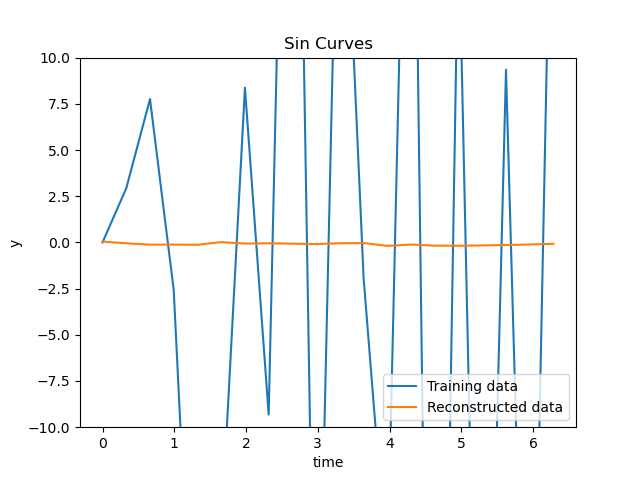 Sin Curves
10.0
7.5
5.0
2.5
0.0
−2.5
−5.0
−7.5
−10.0
y
0 1 2 3 4 5 6
time
Training data
Reconstructed data